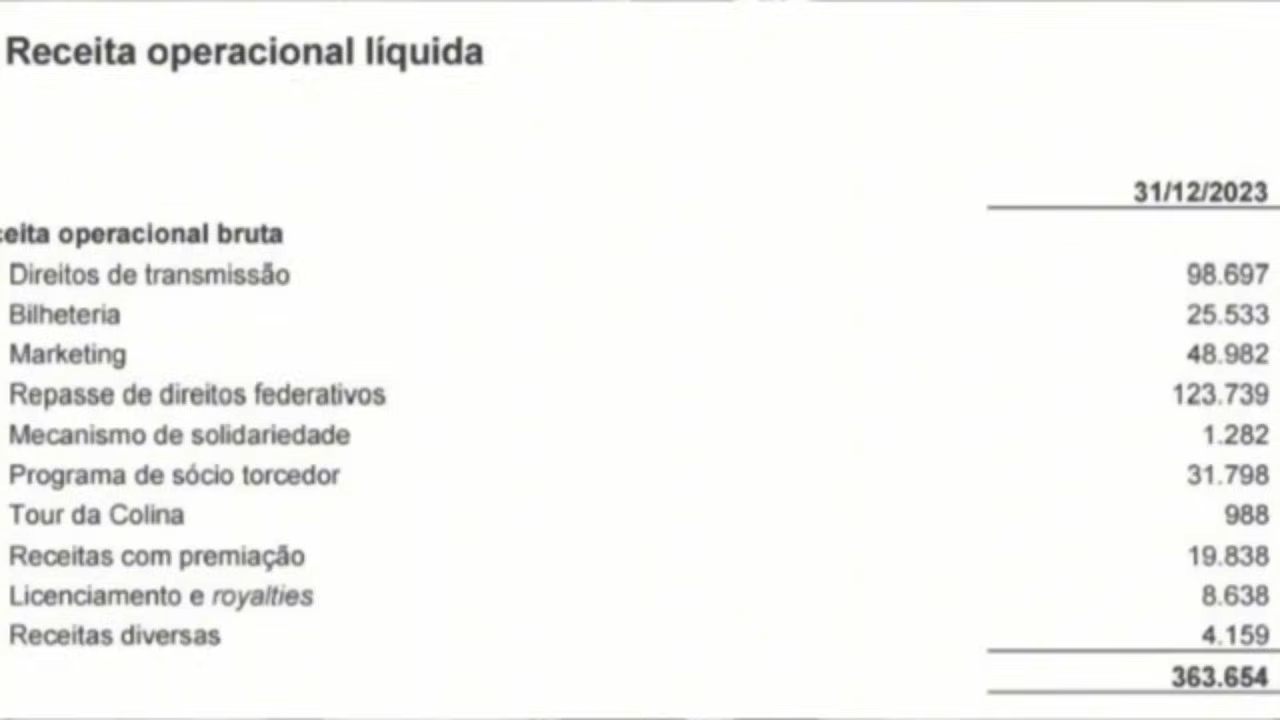 Receita operacional líquida
31/12/2023
ceita operacional bruta
Direitos de transmissão 98.697
Bilheteria 25.533
Marketing 48.982
Repasse de direitos federativos 123.739
Mecanismo de solidariedade 1.282
Programa de sócio torcedor 31.798
Tour da Colina 988
Receitas com premiação 19.838
Licenciamento e royalties 8.638
Receitas diversas 4.159
363.654